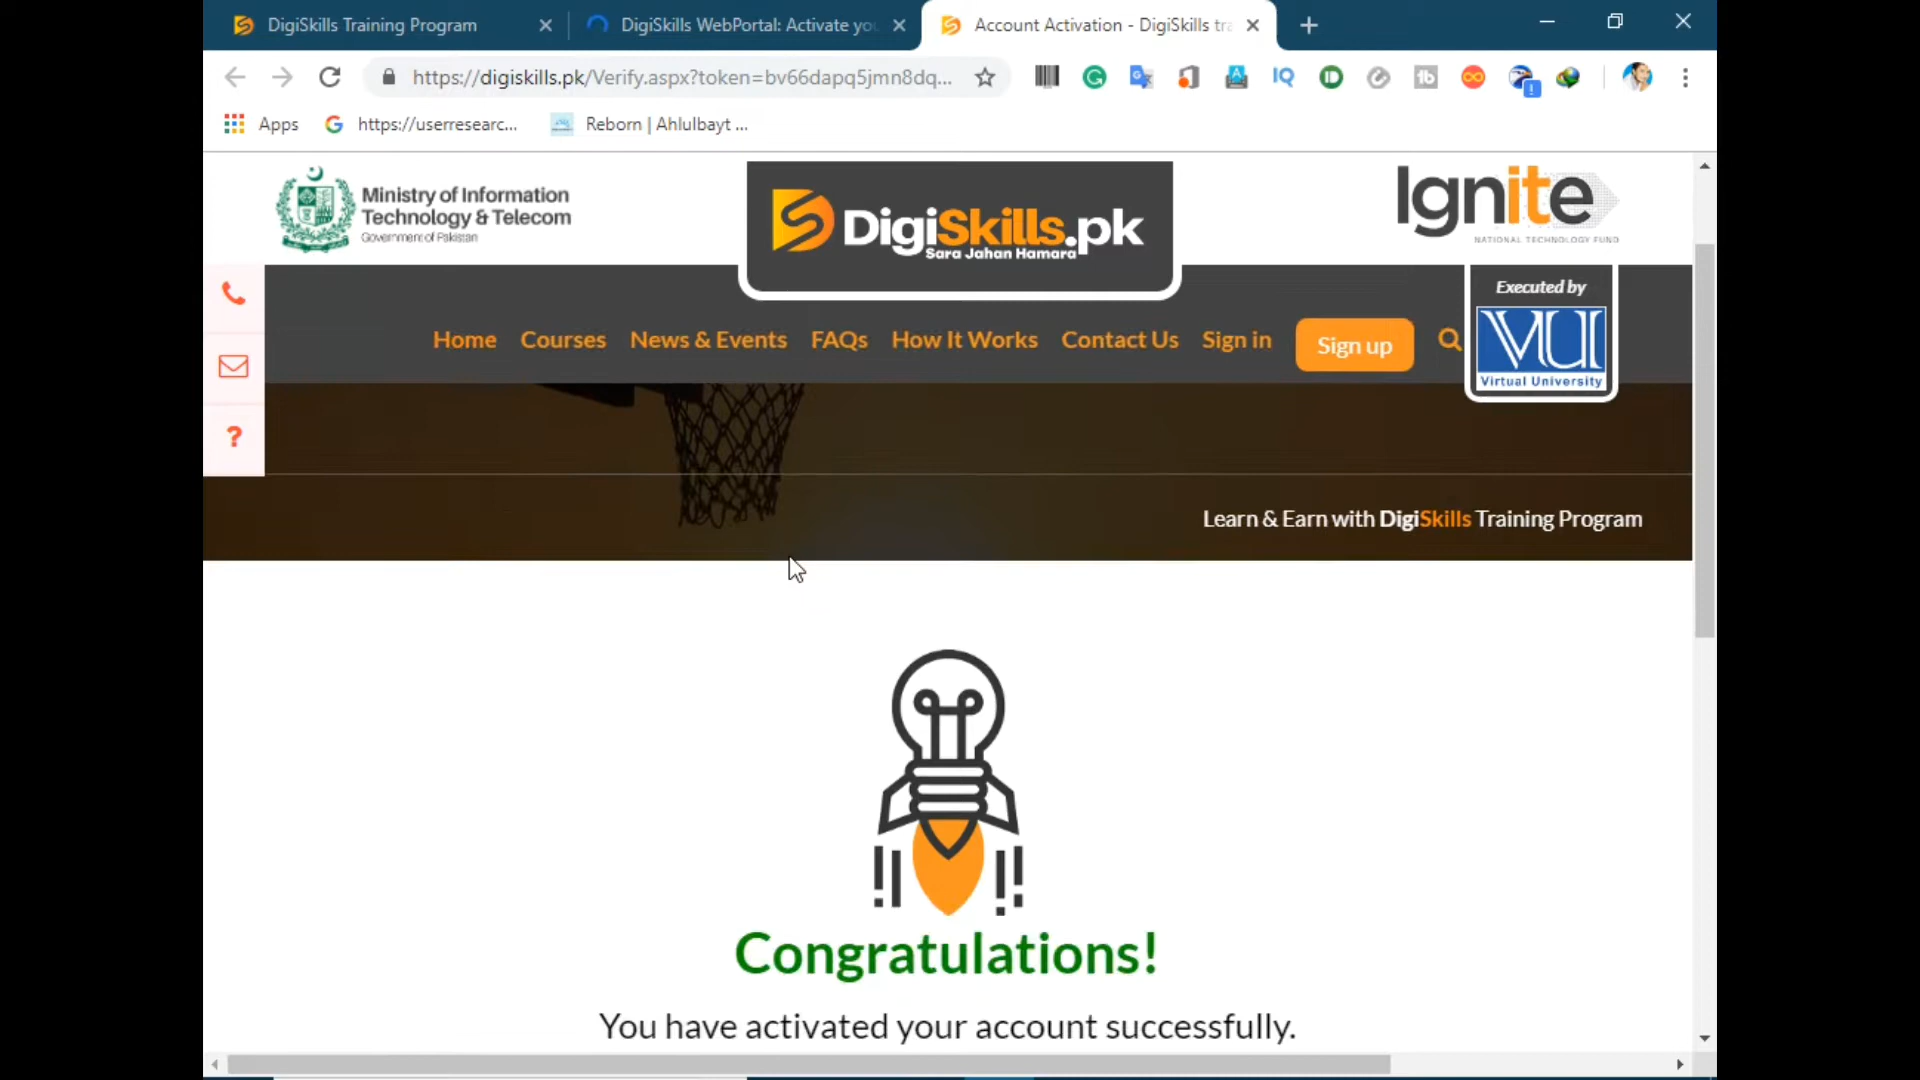 DigiSkills Training Program
DigiSkills WebPortal: Activate yo
Account Activation - DigiSkills tra
https://digiskills.pk/Verify.aspx?token=bv66dapq5jmn8dq...
Apps
https://userresearc...
Reborn | Ahlulbayt ...
Ministry of Information
Technology & Telecom
Government of Pakistan
DigiSkills.pk
Sara Jahan Hamara
Ignite
NATIONAL TECHNOLOGY FUND
Executed by
VU
Virtual University
Home
Courses
News & Events
FAQs
How It Works
Contact Us
Sign in
Sign up
Learn & Earn with DigiSkills Training Program
Congratulations!
You have activated your account successfully.